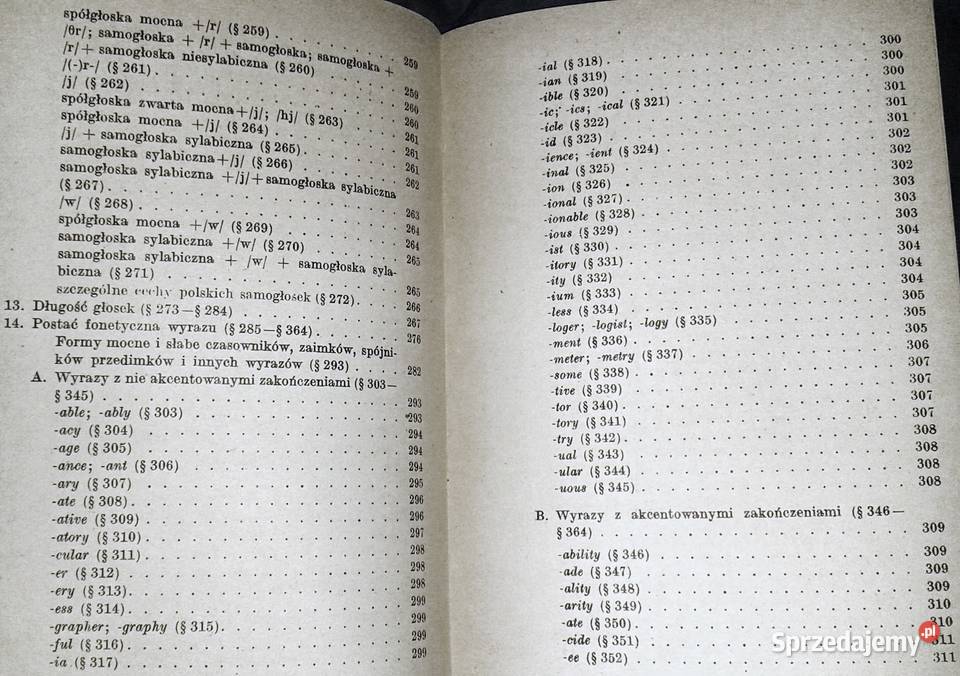 spółgłoska mocna +/r/ (§ 259) . . . . . . . . . . 259
/θr/; samogłoska + /r/ + samogłoska; samogłoska +
/r/ + samogłoska niesylabiczna (§ 260)
/(-)r-/ (§ 261) . . . . . . . . . . 259
/j/ (§ 262) . . . . . . . . . . 260
spółgłoska zwarta mocna+/j/; /hj/ (§ 263) . . 260
spółgłoska mocna +/j/ (§ 264) . . . . . . . . 261
/j/ + samogłoska sylabiczna (§ 265) . . . . . . 261
samogłoska sylabiczna+/j/ (§ 266) . . . . . . 261
samogłoska sylabiczna +/j/+samogłoska sylabiczna
(§ 267) . . . . . . . . . . 262
/w/ (§ 268) . . . . . . . . . . 263
spółgłoska mocna +/w/ (§ 269) . . . . . . . . 264
samogłoska sylabiczna +/w/ (§ 270) . . . . . . 264
samogłoska sylabiczna + /w/ + samogłoska syla-
biczna (§ 271) . . . . . . . . . . 265
szczególne cechy polskich samogłosek (§ 272) . . . 265
13. Długość głosek (§ 273—§ 284) . . . . . . . . . . 266
14. Postać fonetyczna wyrazu (§ 285—§ 364) . . . . . . 267
Formy mocne i słabe czasowników, zaimków, spój- 276
ników przedimków i innych wyrazów (§ 293) . . . 282
A. Wyrazy z nie akcentowanymi zakończeniami (§ 303—
§ 345) . . . . . . . . . . 293
-able; -ably (§ 303) . . . . . . . . . . 293
-acy (§ 304) . . . . . . . . . . 294
-age (§ 305) . . . . . . . . . . 294
-ance; -ant (§ 306) . . . . . . . . . . 294
-ary (§ 307) . . . . . . . . . . 295
-ate (§ 308) . . . . . . . . . . 296
-ative (§ 309) . . . . . . . . . . 296
-atory (§ 310) . . . . . . . . . . 297
-cular (§ 311) . . . . . . . . . . 298
-er (§ 312) . . . . . . . . . . 298
-ery (§ 313) . . . . . . . . . . 298
-ess (§ 314) . . . . . . . . . . 299
-grapher; -graphy (§ 315) . . . . . . . . . . 299
-ful (§ 316) . . . . . . . . . . 299
-ia (§ 317) . . . . . . . . . . 299
-ial (§ 318) . . . . . . . . . . 300
-ian (§ 319) . . . . . . . . . . 300
-ible (§ 320) . . . . . . . . . . 300
-ic; -ics; -ical (§ 321) . . . . . . . . . . 301
-icle (§ 322) . . . . . . . . . . 301
-id (§ 323) . . . . . . . . . . 301
-ience; -ient (§ 324) . . . . . . . . . . 302
-inal (§ 325) . . . . . . . . . . 302
-ion (§ 326) . . . . . . . . . . 302
-ional (§ 327) . . . . . . . . . . 303
-ionable (§ 328) . . . . . . . . . . 303
-ious (§ 329) . . . . . . . . . . 303
-ist (§ 330) . . . . . . . . . . 304
-itory (§ 331) . . . . . . . . . . 304
-ity (§ 332) . . . . . . . . . . 304
-ium (§ 333) . . . . . . . . . . 304
-less (§ 334) . . . . . . . . . . 305
-loger; -logist; -logy (§ 335) . . . . . . . . . . 305
-ment (§ 336) . . . . . . . . . . 305
-meter; -metry (§ 337) . . . . . . . . . . 306
-some (§ 338) . . . . . . . . . . 307
-tive (§ 339) . . . . . . . . . . 307
-tor (§ 340) . . . . . . . . . . 307
-tory (§ 341) . . . . . . . . . . 307
-try (§ 342) . . . . . . . . . . 308
-ual (§ 343) . . . . . . . . . . 308
-ular (§ 344) . . . . . . . . . . 308
-uous (§ 345) . . . . . . . . . . 308
B. Wyrazy z akcentowanymi zakończeniami (§ 346—
§ 364) . . . . . . . . . . 309
-ability (§ 346) . . . . . . . . . . 309
-ade (§ 347) . . . . . . . . . . 309
-ality (§ 348) . . . . . . . . . . 309
-arity (§ 349) . . . . . . . . . . 310
-ate (§ 350) . . . . . . . . . . 310
-cide (§ 351) . . . . . . . . . . 311
-ee (§ 352) . . . . . . . . . . 311
Sprzedajemy.pl